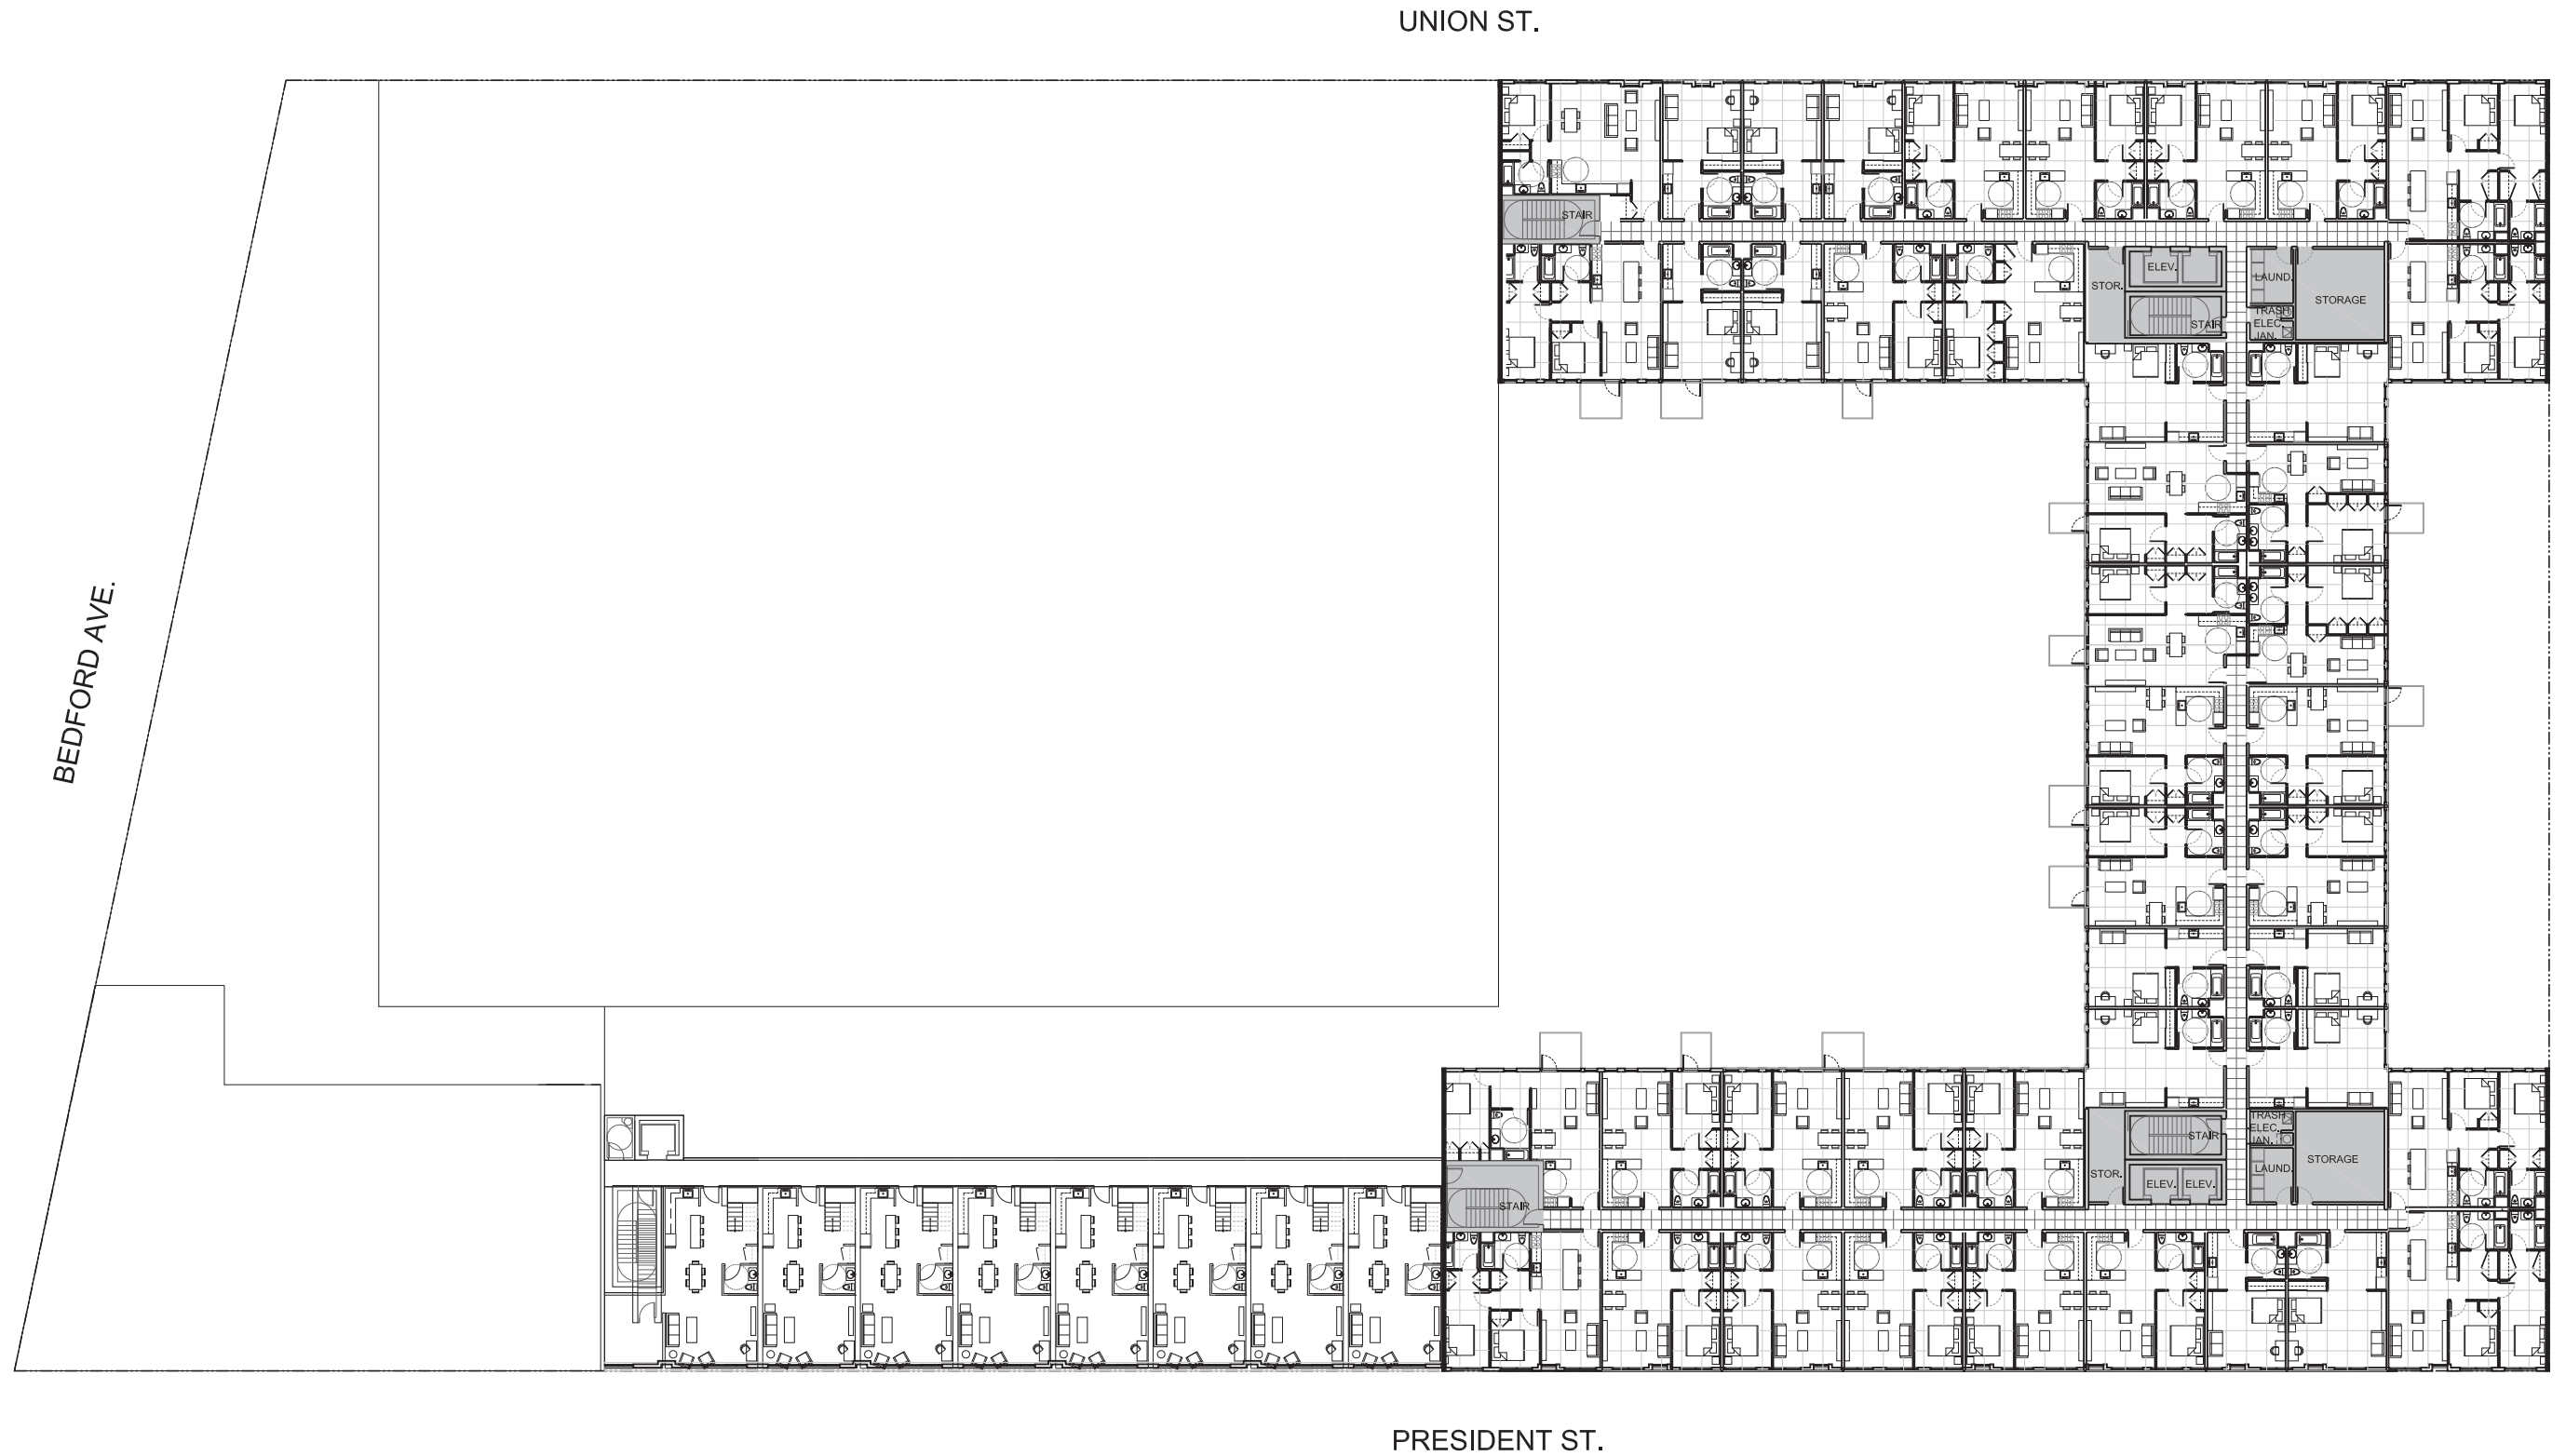 UNION ST.
STAIR
ELEV.
LAUND.
STOR.
STORAGE
TRASH
STAIR
ELEC.
JAN.
BEDFORD AVE.
TRASH
ELEC.
STAIR
JAN.
STORAGE
LAUND.
STOR.
ELEV.
ELEV.
STAIR
PRESIDENT ST.